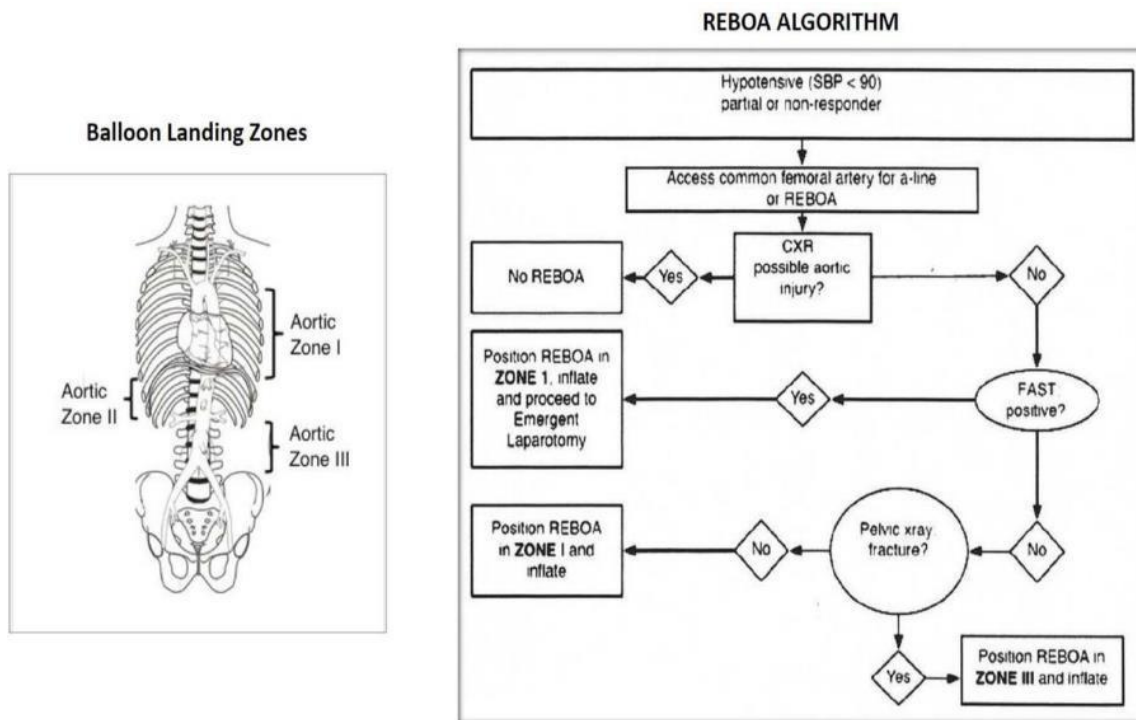 REBOA ALGORITHM
Balloon Landing Zones
Aortic
Zone I
Aortic
Zone II
Aortic
Zone III
Hypotensive (SBP < 90)
partial or non-responder
Access common femoral artery for a-line
or REBOA
CXR
possible aortic
injury?
Yes
No REBOA
No
FAST
positive?
Yes
Position REBOA in
ZONE 1, inflate
and proceed to
Emergent
Laparotomy
No
Pelvic xray
fracture?
No
Position REBOA
in ZONE I and
inflate
Yes
Position REBOA in
ZONE III and inflate